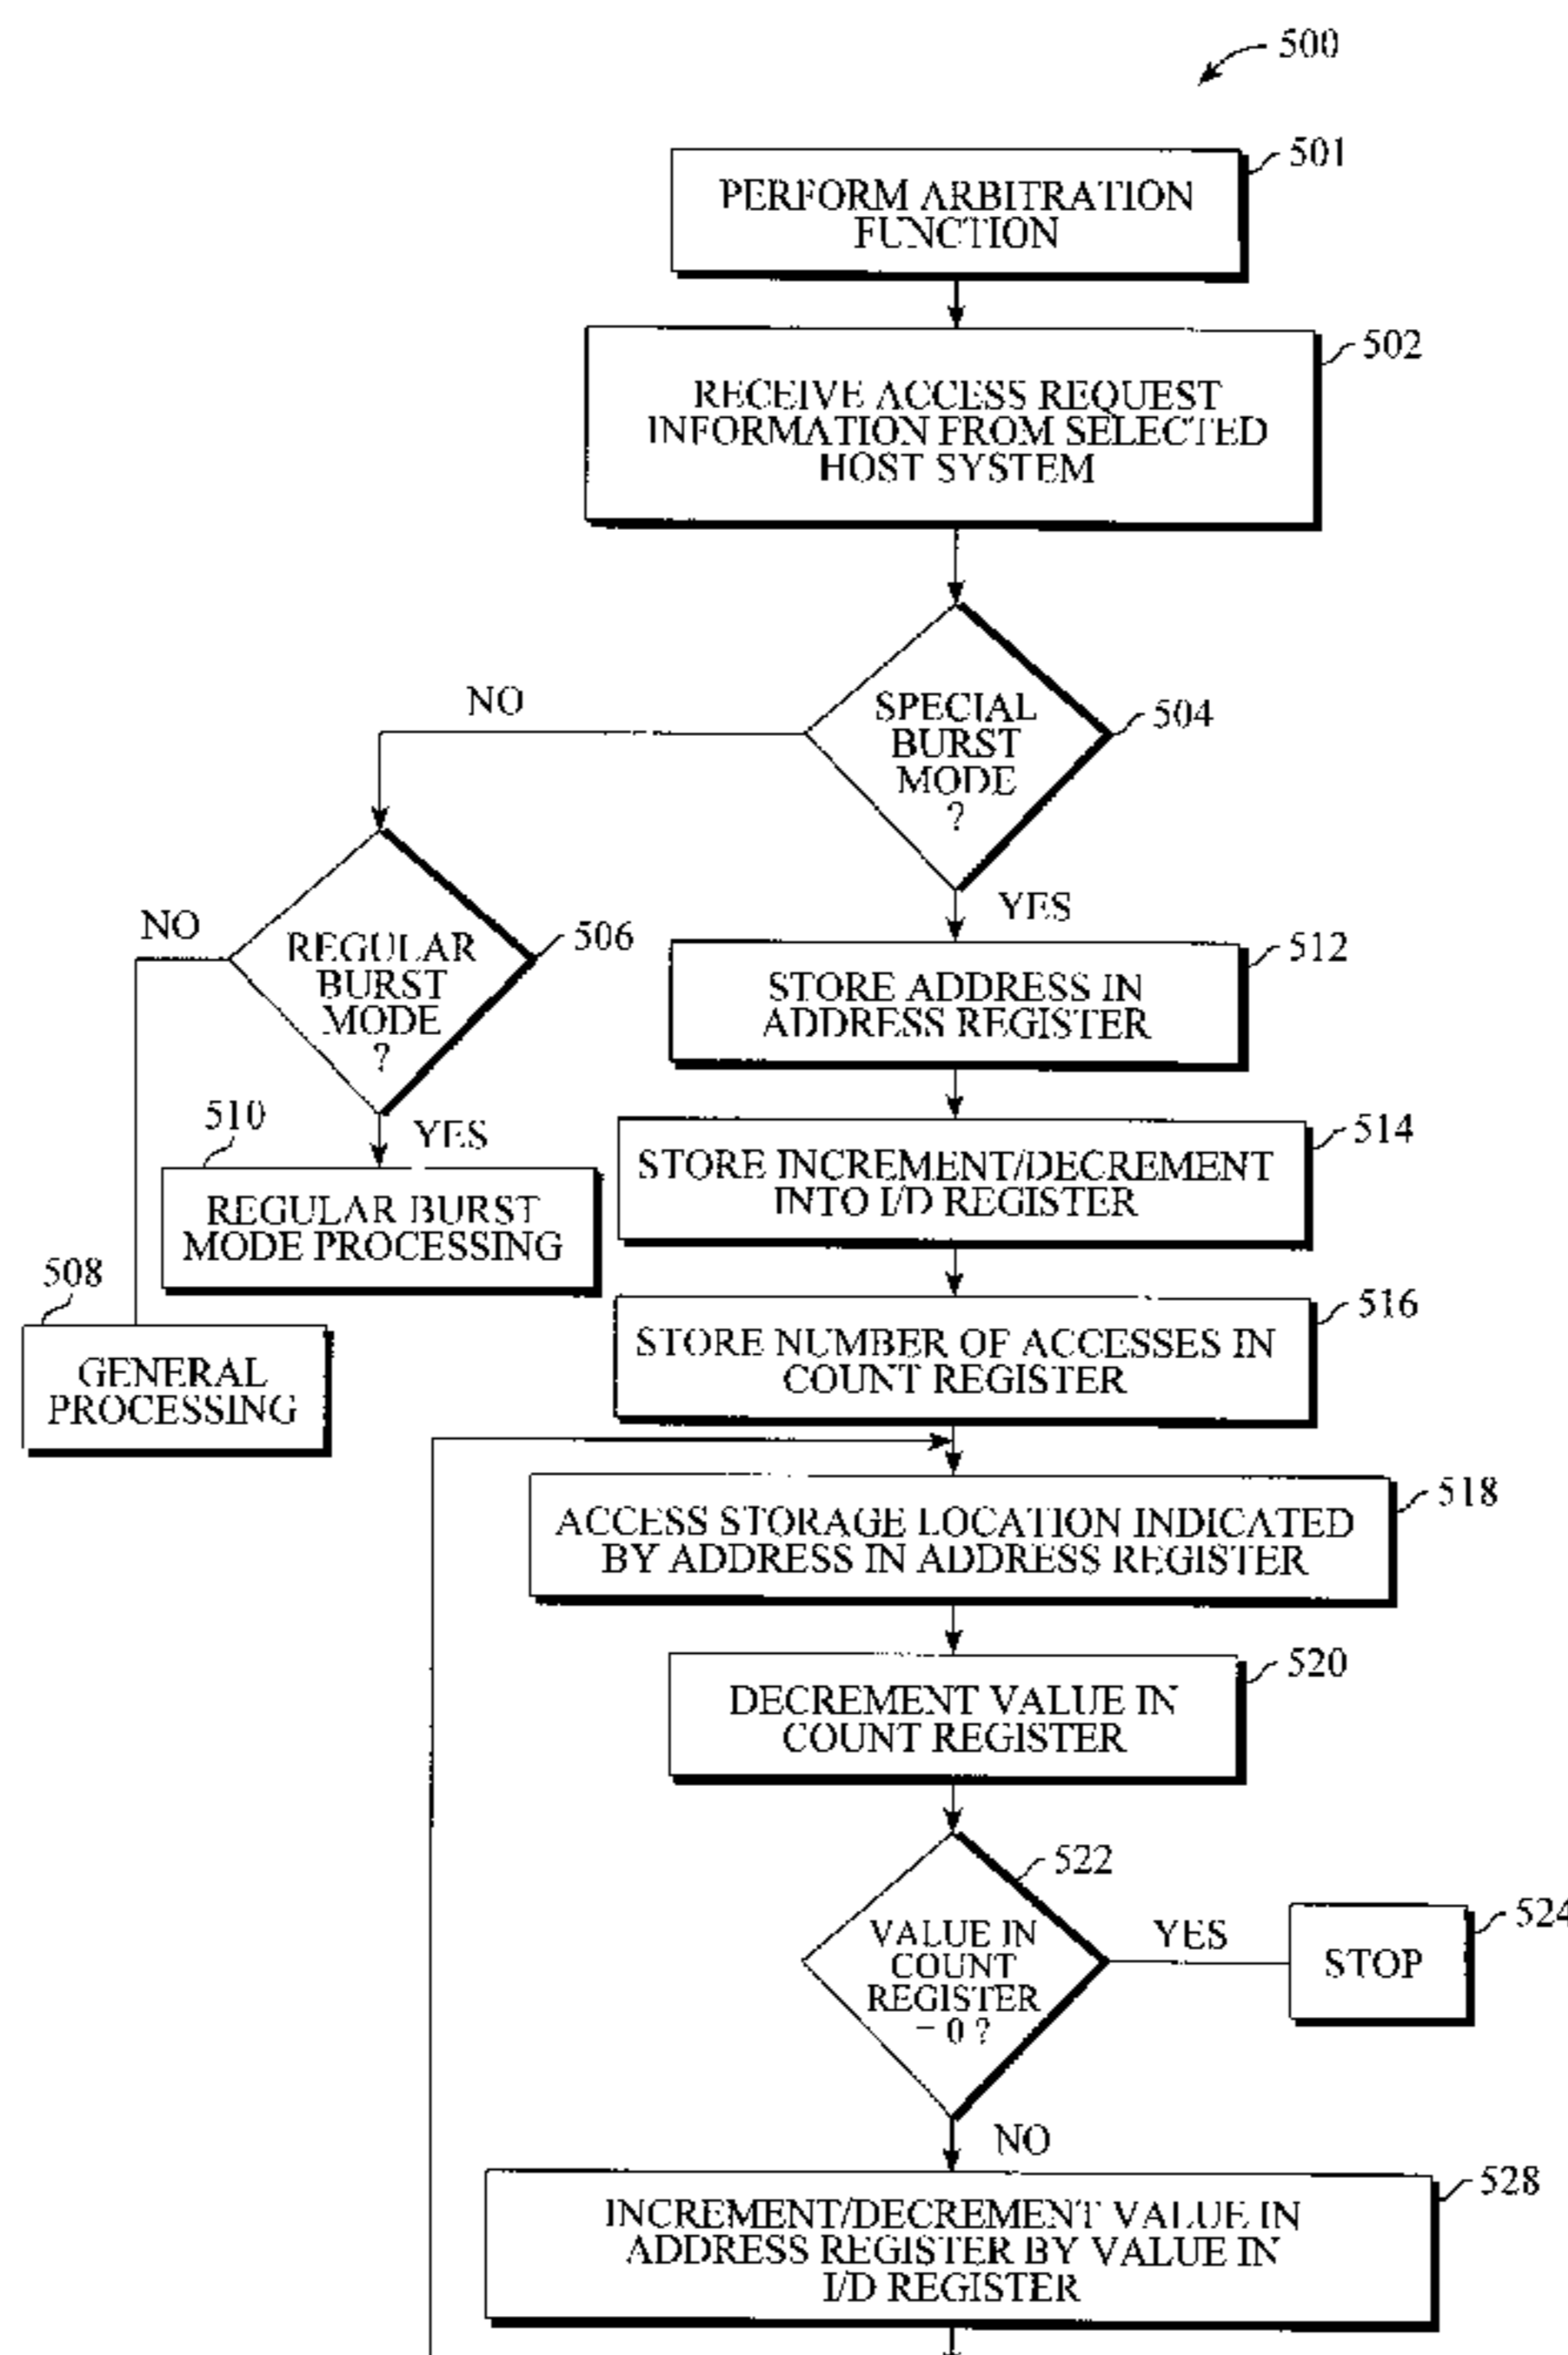 500
501
PERFORM ARBITRATION
FUNCTION
502
RECEIVE ACCESS REQUEST
INFORMATION FROM SELECTED
HOST SYSTEM
NO
SPECIAL
BURST
MODE
?
504
YES
NO
REGULAR
BURST
MODE
?
506
512
STORE ADDRESS IN
ADDRESS REGISTER
510
YES
REGULAR BURST
MODE PROCESSING
514
STORE INCREMENT/DECREMENT
INTO I/D REGISTER
508
GENERAL
PROCESSING
516
STORE NUMBER OF ACCESSES IN
COUNT REGISTER
518
ACCESS STORAGE LOCATION INDICATED
BY ADDRESS IN ADDRESS REGISTER
520
DECREMENT VALUE IN
COUNT REGISTER
522
VALUE IN
COUNT
REGISTER
= 0 ?
YES
524
STOP
NO
528
INCREMENT/DECREMENT VALUE IN
ADDRESS REGISTER BY VALUE IN
I/D REGISTER